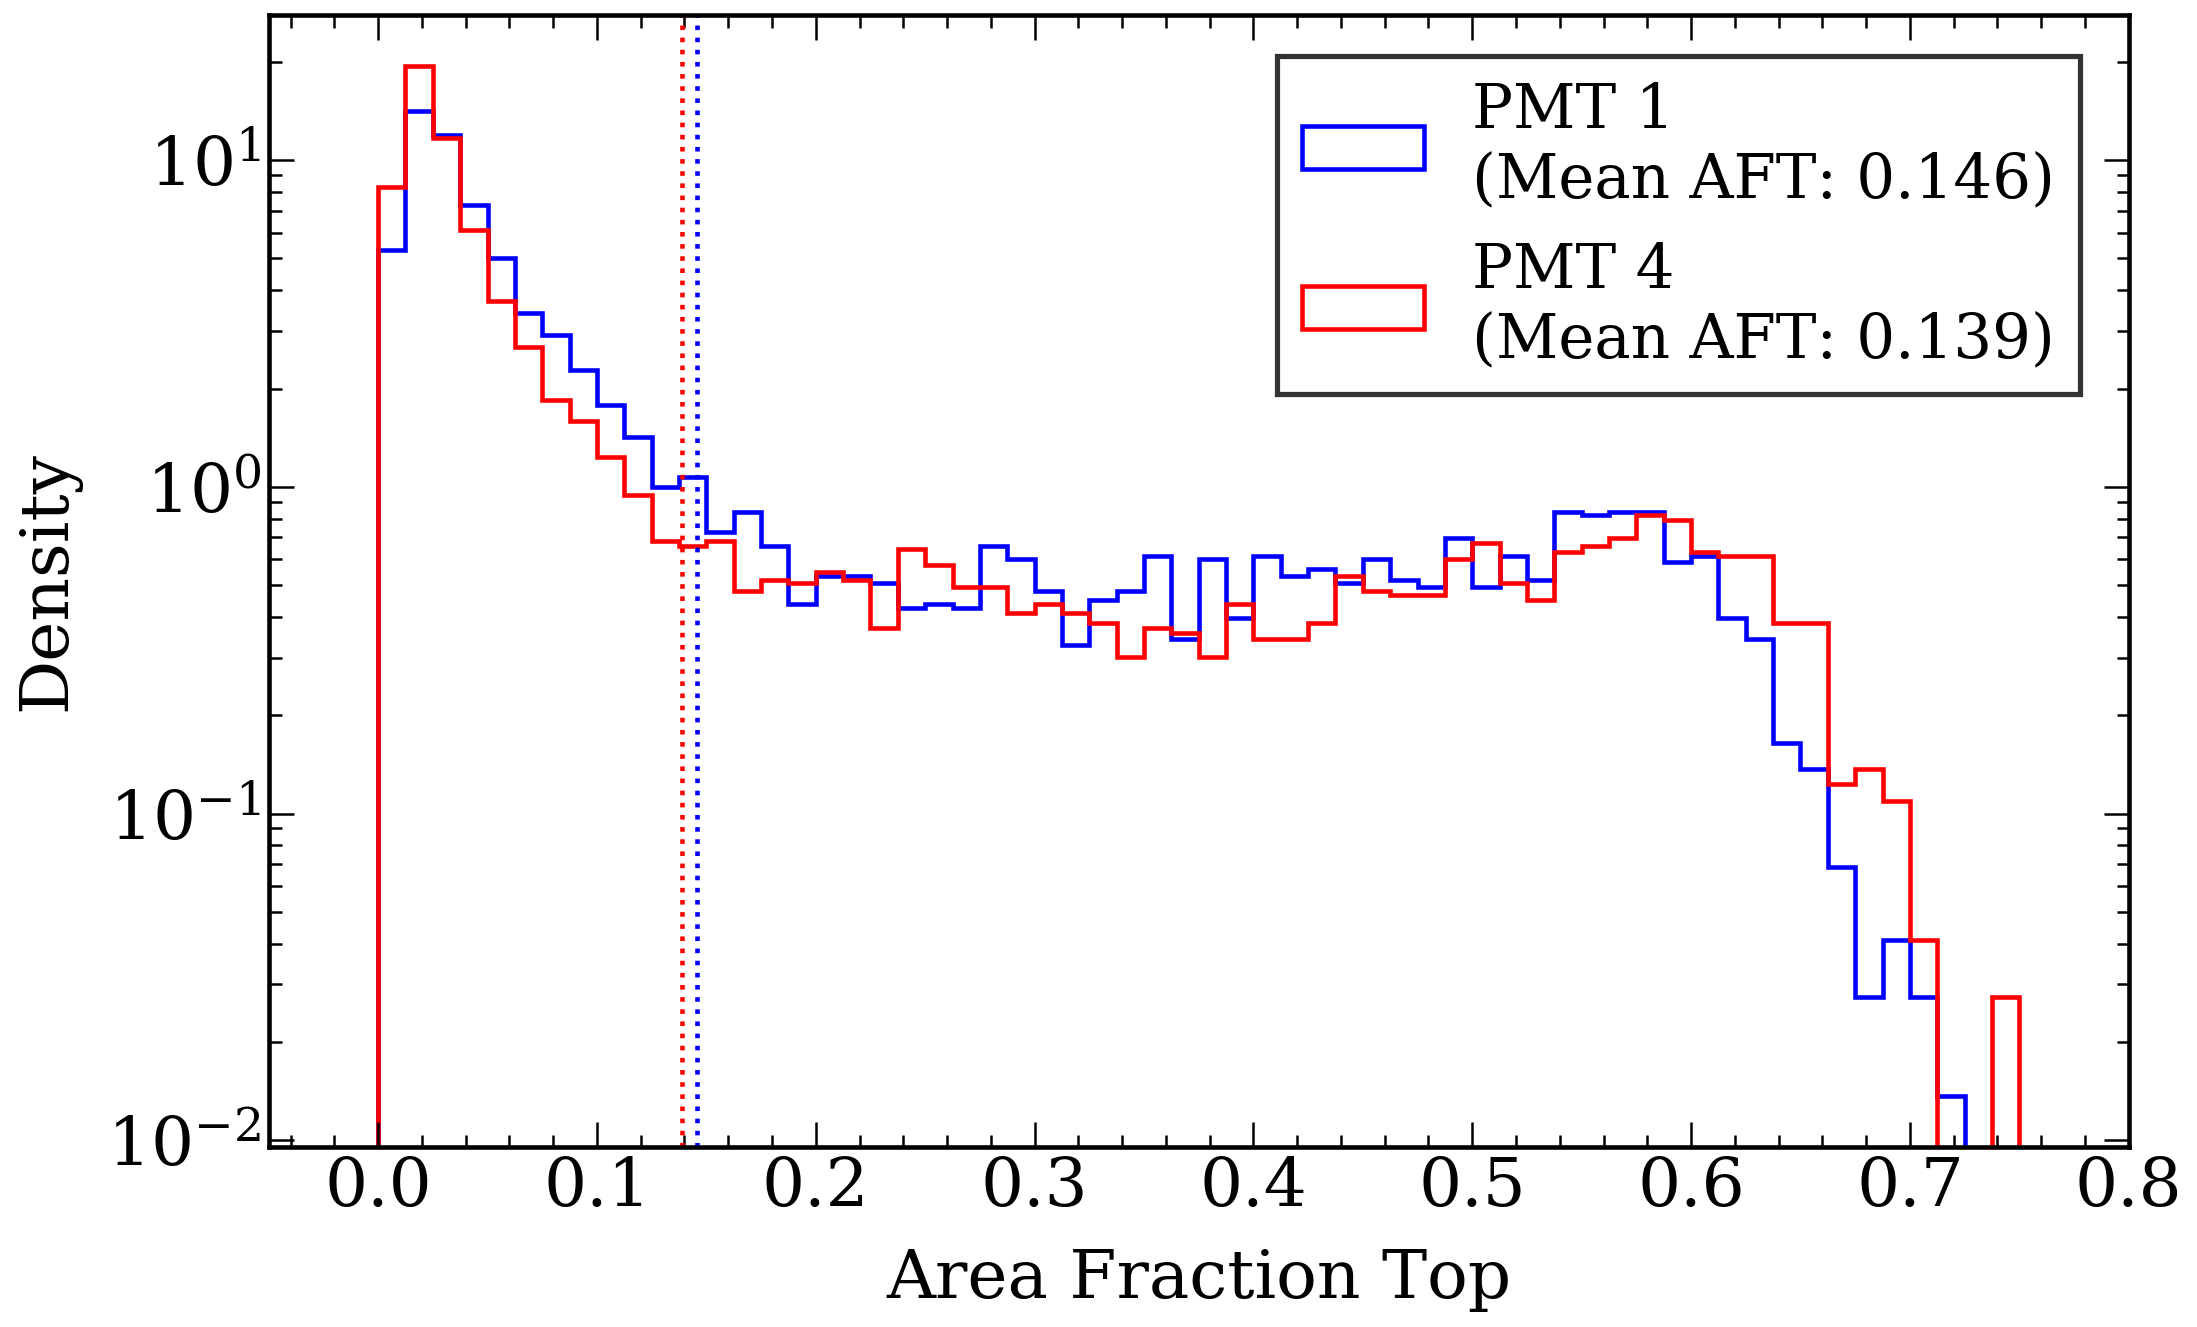 PMT 1
(Mean AFT: 0.146)
PMT 4
(Mean AFT: 0.139)
10¹
10⁰
10⁻¹
10⁻²
Density
0.0 0.1 0.2 0.3 0.4 0.5 0.6 0.7 0.8
Area Fraction Top